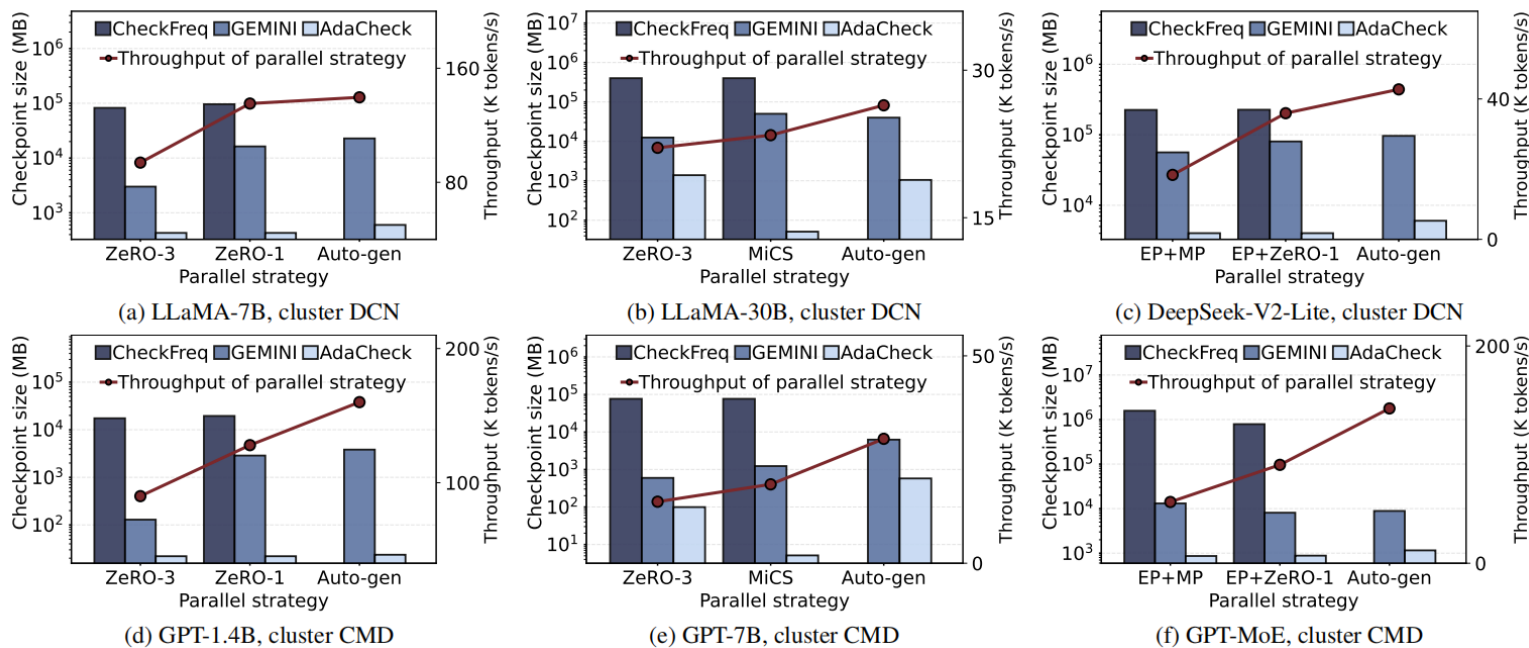 CheckFreq GEMINI AdaCheck
Throughput of parallel strategy
Checkpoint size (MB)
10^6
10^5
10^4
10^3
Throughput (K tokens/s)
160
80
ZeRO-3 ZeRO-1 Auto-gen
Parallel strategy
(a) LLaMA-7B, cluster DCN
CheckFreq GEMINI AdaCheck
Throughput of parallel strategy
Checkpoint size (MB)
10^7
10^6
10^5
10^4
10^3
10^2
Throughput (K tokens/s)
30
15
ZeRO-3 MiCS Auto-gen
Parallel strategy
(b) LLaMA-30B, cluster DCN
CheckFreq GEMINI AdaCheck
Throughput of parallel strategy
Checkpoint size (MB)
10^6
10^5
10^4
Throughput (K tokens/s)
40
0
EP+MP EP+ZeRO-1 Auto-gen
Parallel strategy
(c) DeepSeek-V2-Lite, cluster DCN
CheckFreq GEMINI AdaCheck
Throughput of parallel strategy
Checkpoint size (MB)
10^5
10^4
10^3
10^2
Throughput (K tokens/s)
200
100
ZeRO-3 ZeRO-1 Auto-gen
Parallel strategy
(d) GPT-1.4B, cluster CMD
CheckFreq GEMINI AdaCheck
Throughput of parallel strategy
Checkpoint size (MB)
10^6
10^5
10^4
10^3
10^2
10^1
Throughput (K tokens/s)
50
0
ZeRO-3 MiCS Auto-gen
Parallel strategy
(e) GPT-7B, cluster CMD
CheckFreq GEMINI AdaCheck
Throughput of parallel strategy
Checkpoint size (MB)
10^7
10^6
10^5
10^4
10^3
Throughput (K tokens/s)
200
0
EP+MP EP+ZeRO-1 Auto-gen
Parallel strategy
(f) GPT-MoE, cluster CMD